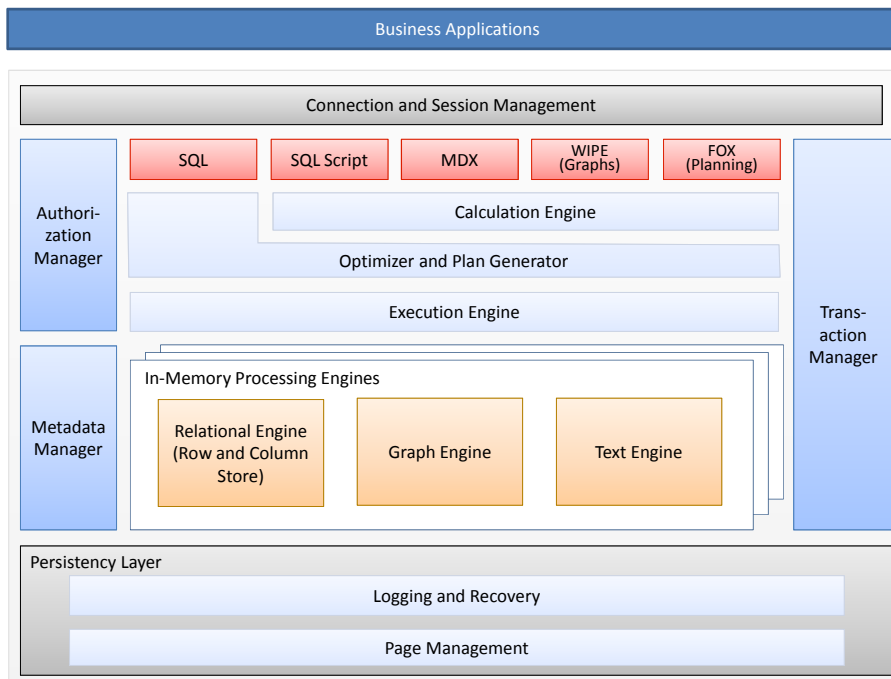 Business Applications
Connection and Session Management
SQL
SQL Script
MDX
WIPE
(Graphs)
FOX
(Planning)
Authori-
zation
Manager
Calculation Engine
Optimizer and Plan Generator
Execution Engine
Trans-
action
Manager
Metadata
Manager
In-Memory Processing Engines
Relational Engine
(Row and Column
Store)
Graph Engine
Text Engine
Persistency Layer
Logging and Recovery
Page Management